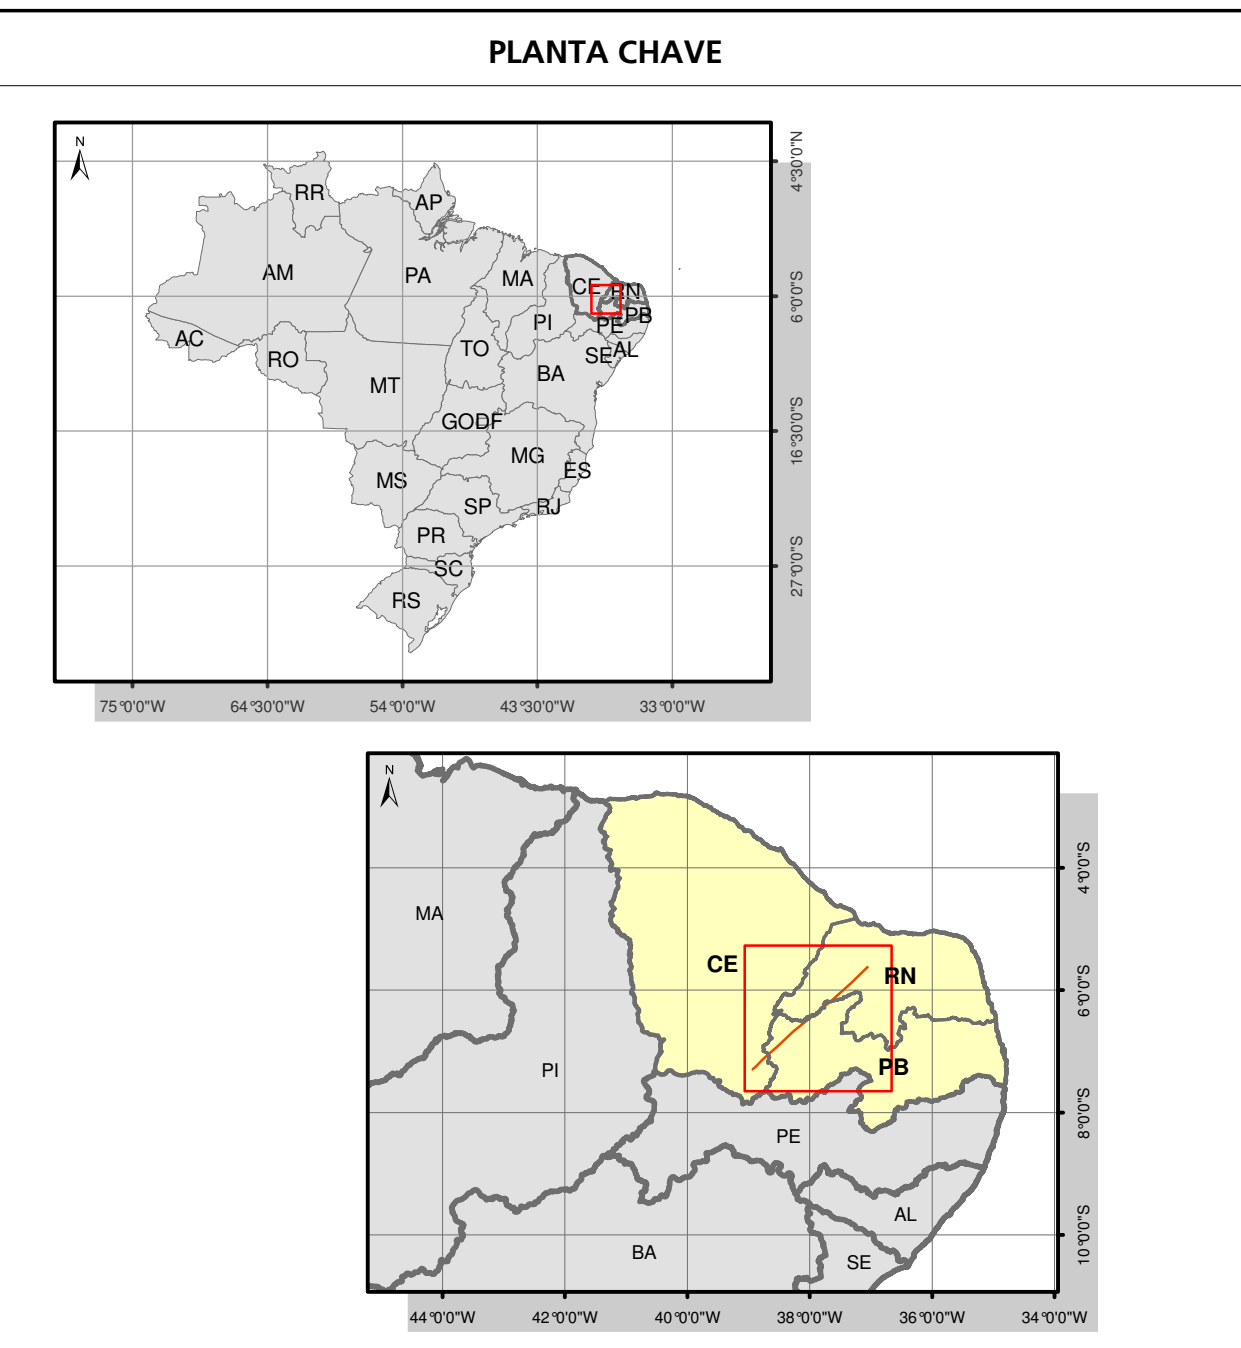 PLANTA CHAVE
N
4°30'0"N
RR
AP
AM
PA
MA
CE
RN
6°0'0"S
PB
PI
PE
AC
TO
SE
AL
RO
BA
MT
16°30'0"S
GO
DF
MG
ES
MS
SP
RJ
PR
27°0'0"S
SC
RS
75°0'0"W
64°30'0"W
54°0'0"W
43°30'0"W
33°0'0"W
N
4°0'0"S
MA
CE
RN
6°0'0"S
PI
PB
8°0'0"S
PE
AL
10°0'0"S
BA
SE
44°0'0"W
42°0'0"W
40°0'0"W
38°0'0"W
36°0'0"W
34°0'0"W